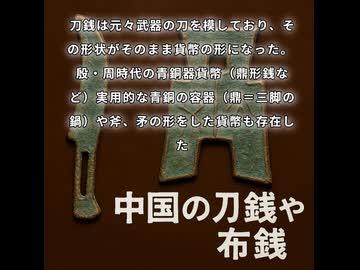 刀銭は元々武器の刀を模しており、そ
の形状がそのまま貨幣の形になった。
殷・周時代の青銅器貨幣（鼎形銭な
ど）実用的な青銅の容器（鼎＝三脚の
鍋）や斧、矛の形をした貨幣も存在し
た
中国の刀銭や
布銭